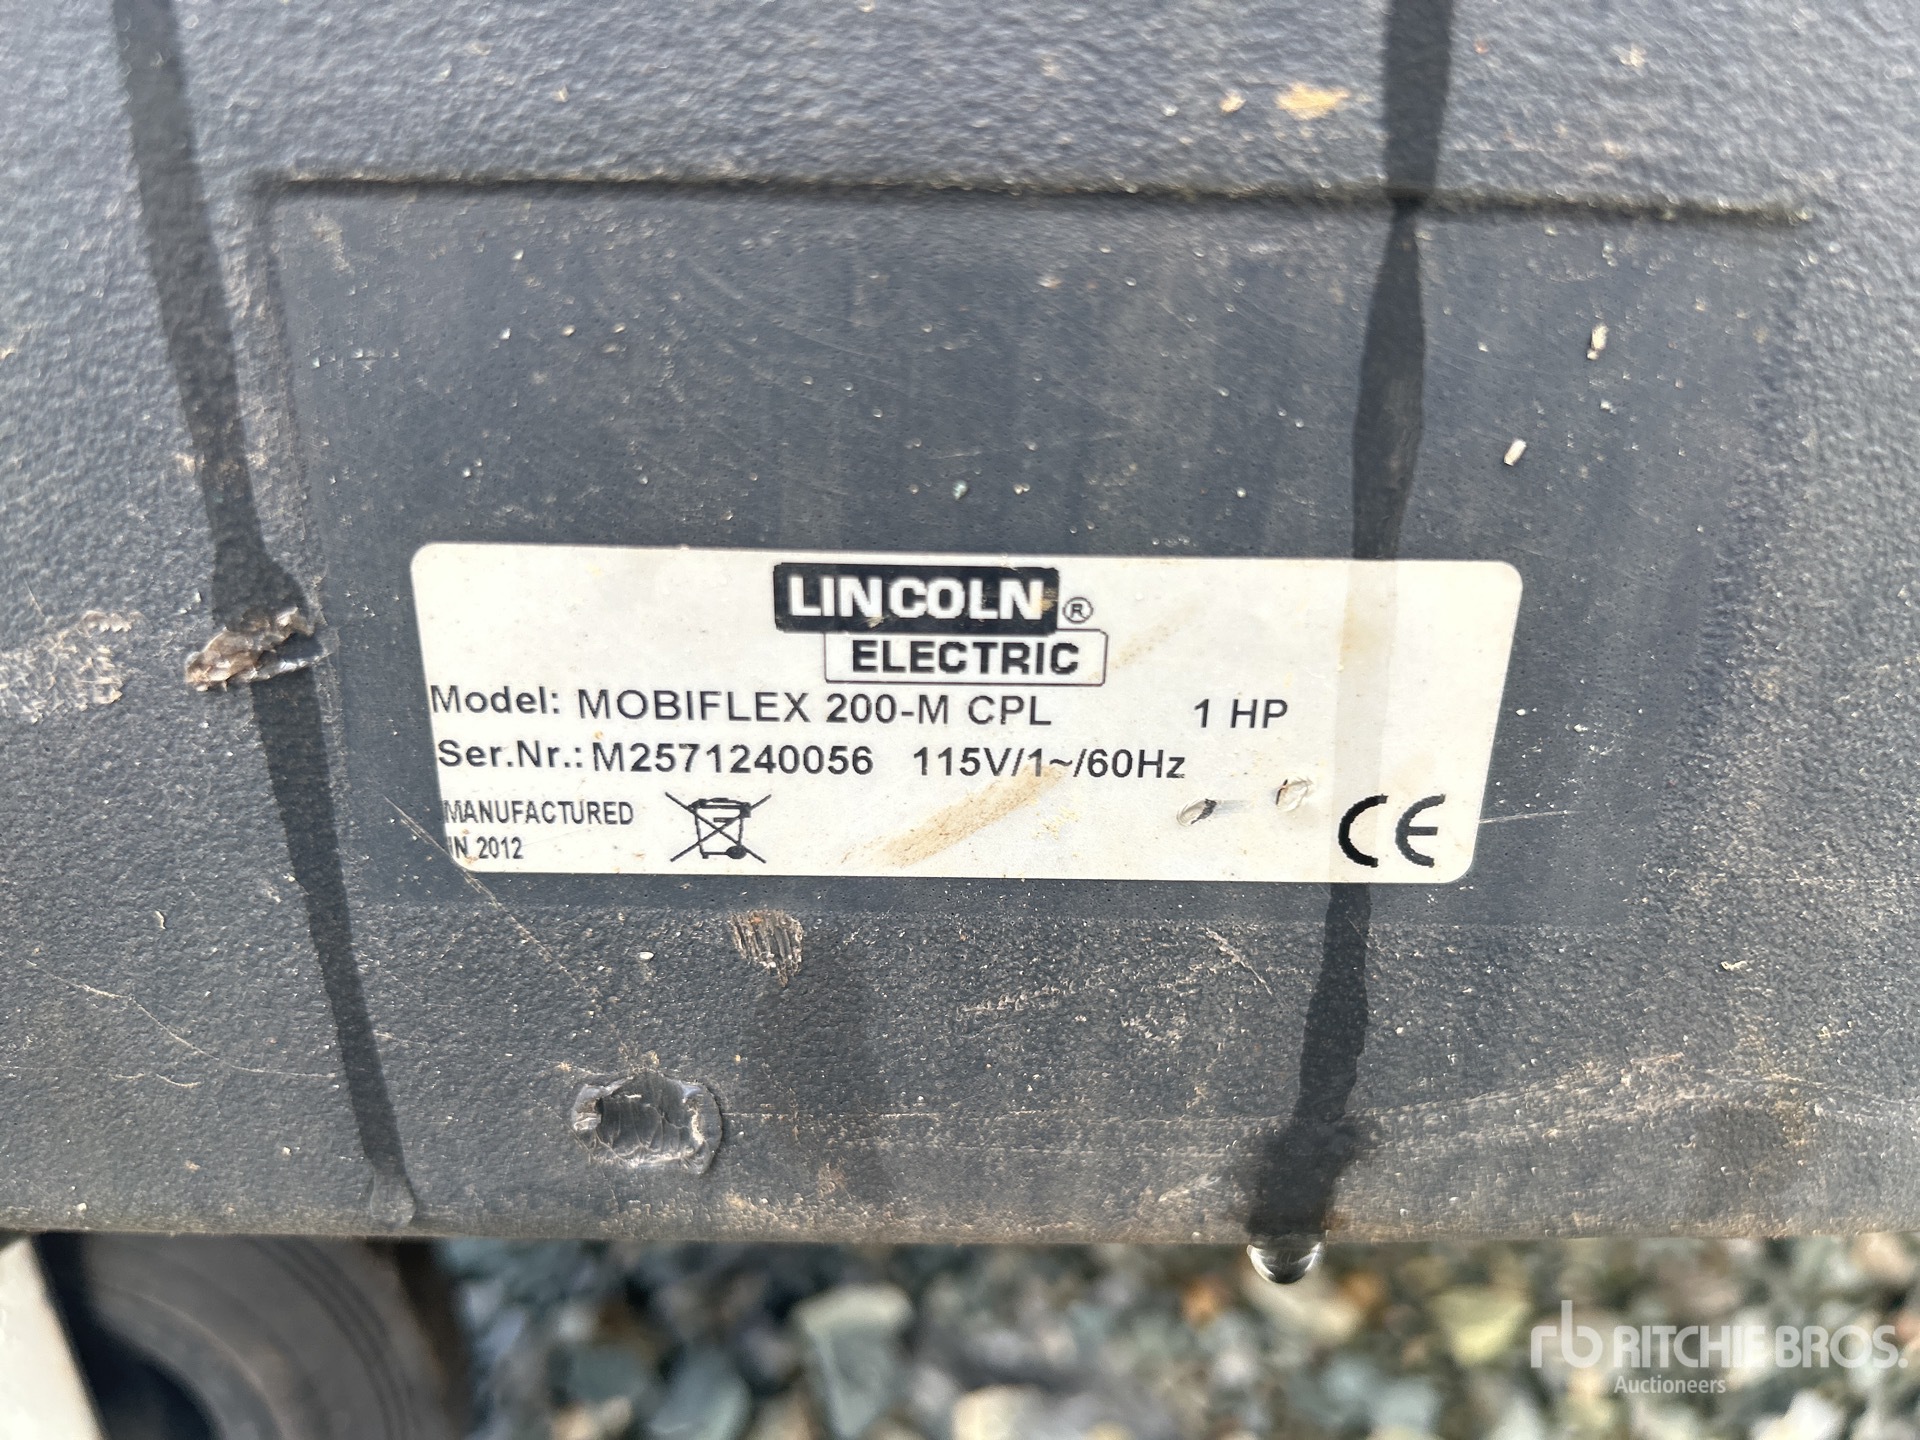 LINCOLN ®
ELECTRIC
Model: MOBIFLEX 200-M CPL 1 HP
Ser.Nr.: M2571240056 115V/1~/60Hz
MANUFACTURED
IN 2012
CE
rb RITCHIE BROS.
Auctioneers